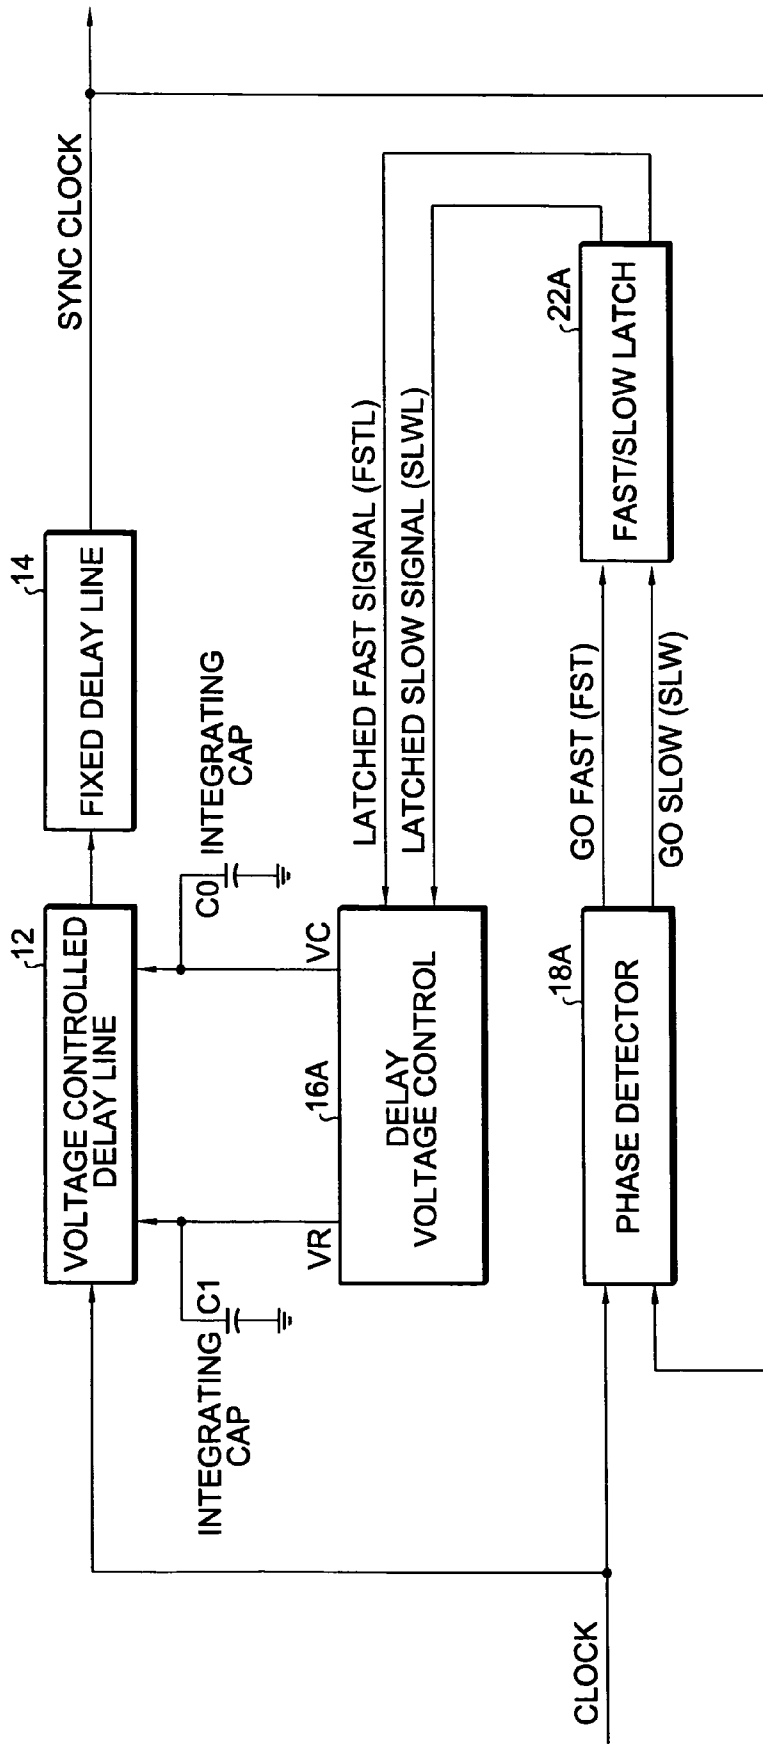 SYNC CLOCK
14
FIXED DELAY LINE
12
VOLTAGE CONTROLLED
DELAY LINE
C0 INTEGRATING
CAP
INTEGRATING C1
CAP
VR
VC
16A
DELAY
VOLTAGE CONTROL
LATCHED FAST SIGNAL (FSTL)
LATCHED SLOW SIGNAL (SLWL)
22A
FAST/SLOW LATCH
GO FAST (FST)
GO SLOW (SLW)
18A
PHASE DETECTOR
CLOCK